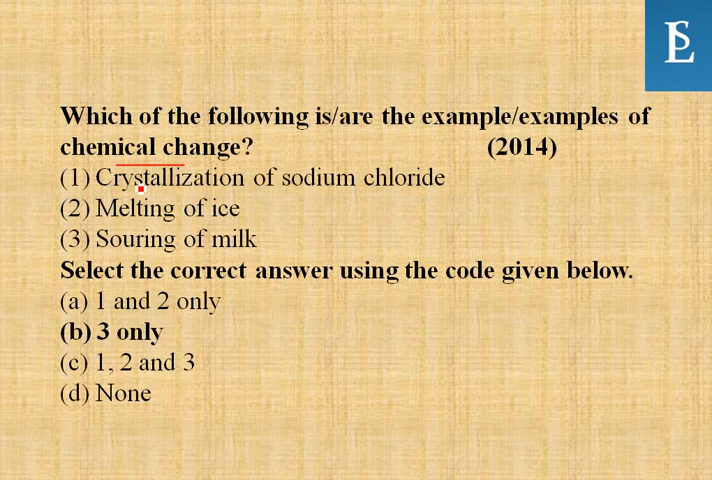 Which of the following is/are the example/examples of
chemical change? (2014)
(1) Crystallization of sodium chloride
(2) Melting of ice
(3) Souring of milk
Select the correct answer using the code given below.
(a) 1 and 2 only
(b) 3 only
(c) 1, 2 and 3
(d) None